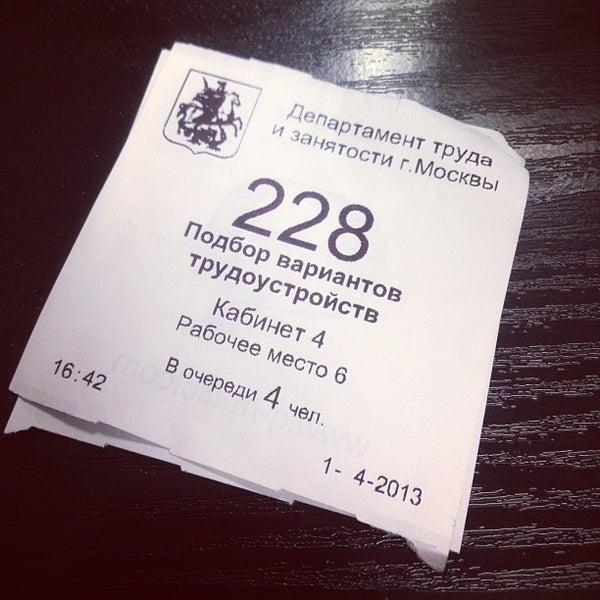 Департамент труда
и занятости г.Москвы
228
Подбор вариантов
трудоустройств
Кабинет 4
Рабочее место 6
В очереди 4 чел.
16:42
1- 4-2013